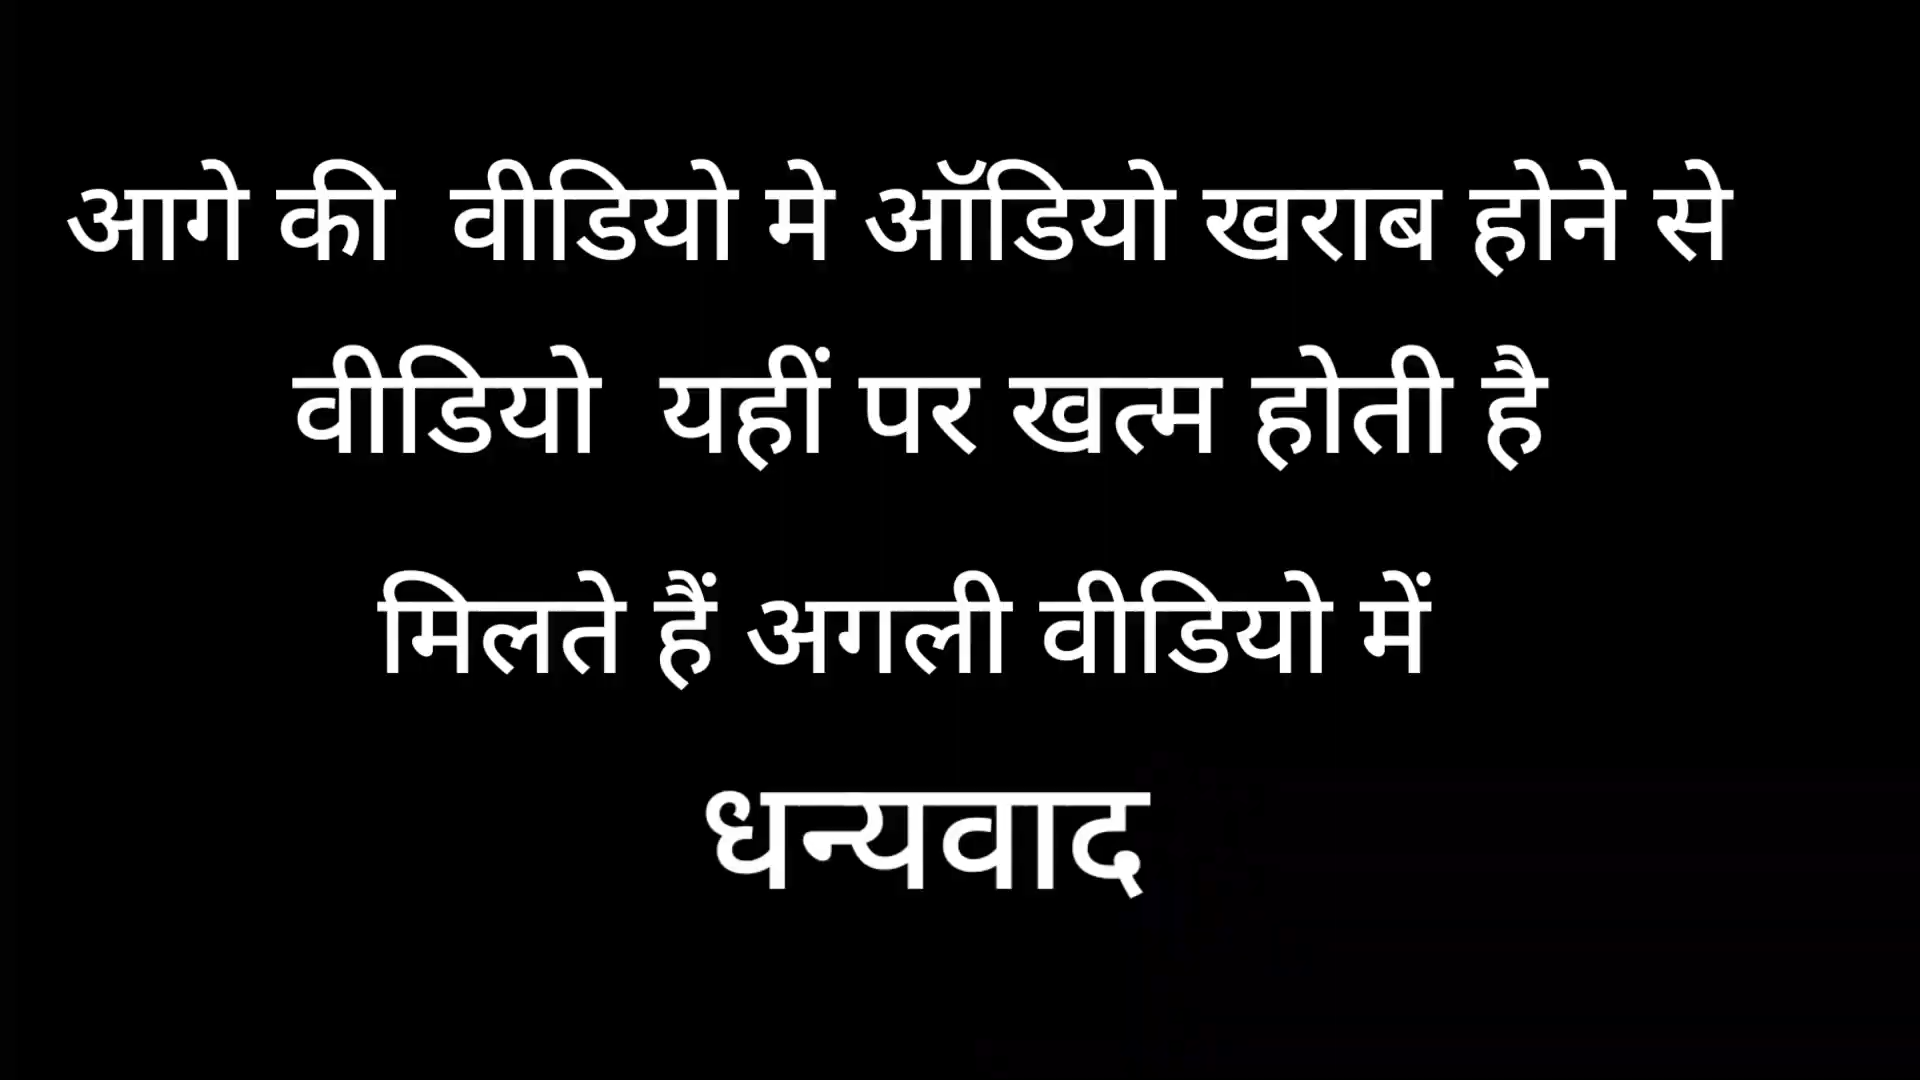 आगे की वीडियो मे ऑडियो खराब होने से
वीडियो यहीं पर खत्म होती है
मिलते हैं अगली वीडियो में
धन्यवाद